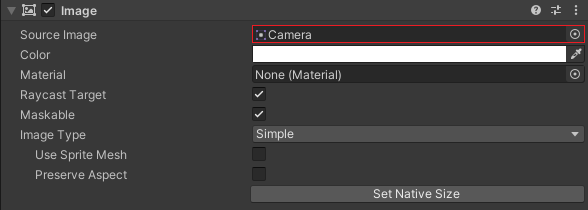 Image
Source Image Camera
Color
Material None (Material)
Raycast Target
Maskable
Image Type Simple
Use Sprite Mesh
Preserve Aspect
Set Native Size